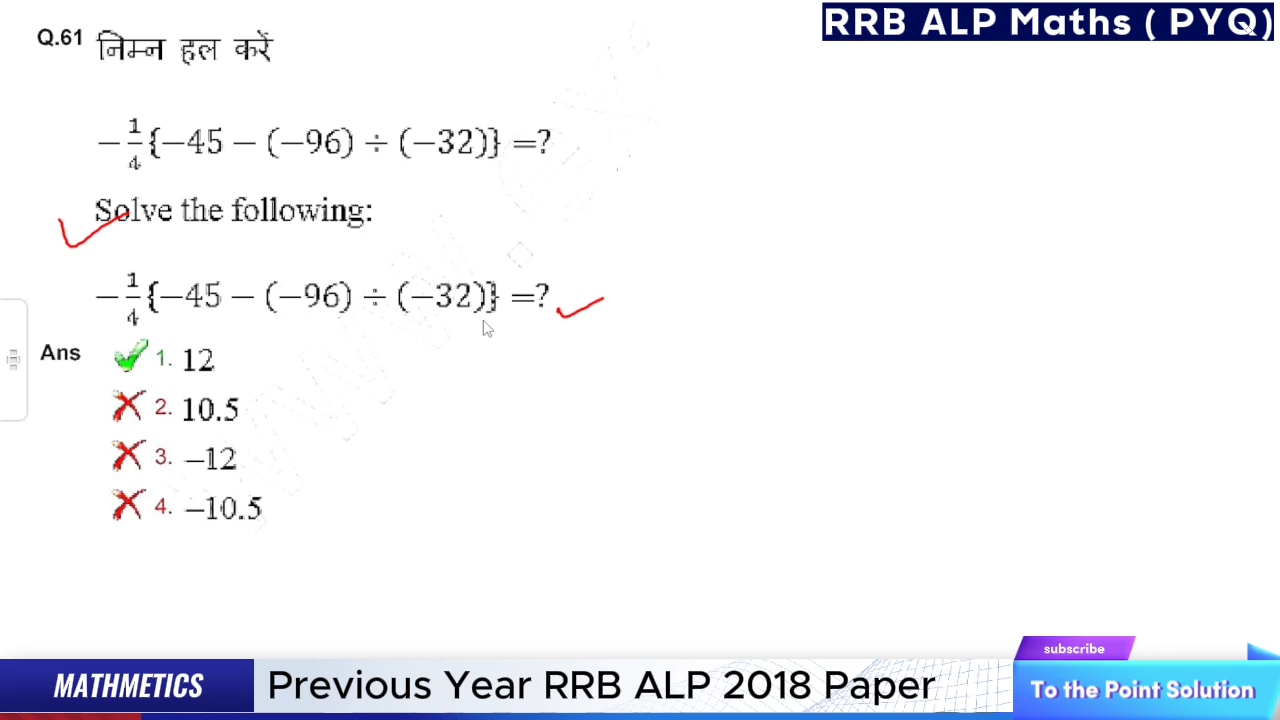 RRB ALP Maths ( PYQ)
Q.61 निम्न हल करें
−1/4{−45 − (−96) ÷ (−32)} =?
Solve the following:
−1/4{−45 − (−96) ÷ (−32)} =?
Ans 1. 12
2. 10.5
3. –12
4. –10.5
subscribe
MATHMETICS Previous Year RRB ALP 2018 Paper To the Point Solution